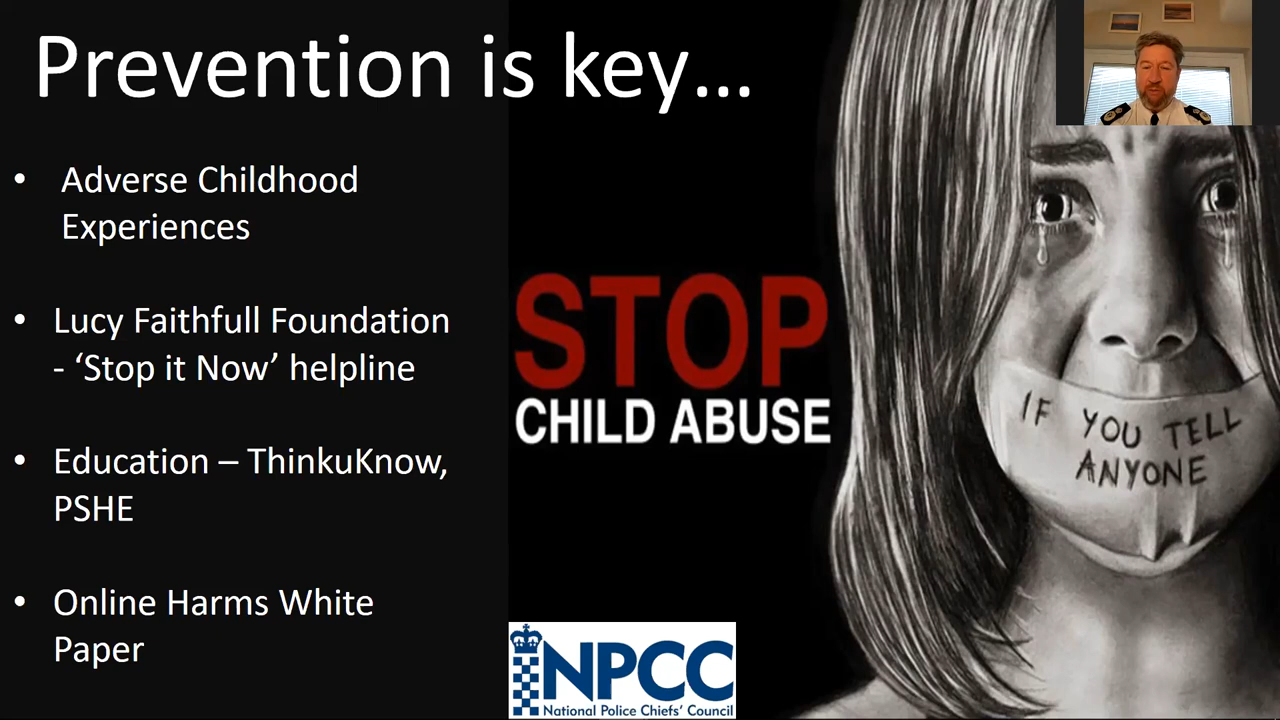 Prevention is key...
• Adverse Childhood
Experiences
• Lucy Faithfull Foundation
- ‘Stop it Now’ helpline
• Education – ThinkuKnow,
PSHE
• Online Harms White
Paper
STOP
CHILD ABUSE
IF YOU TELL
ANYONE
NPCC
National Police Chiefs’ Council